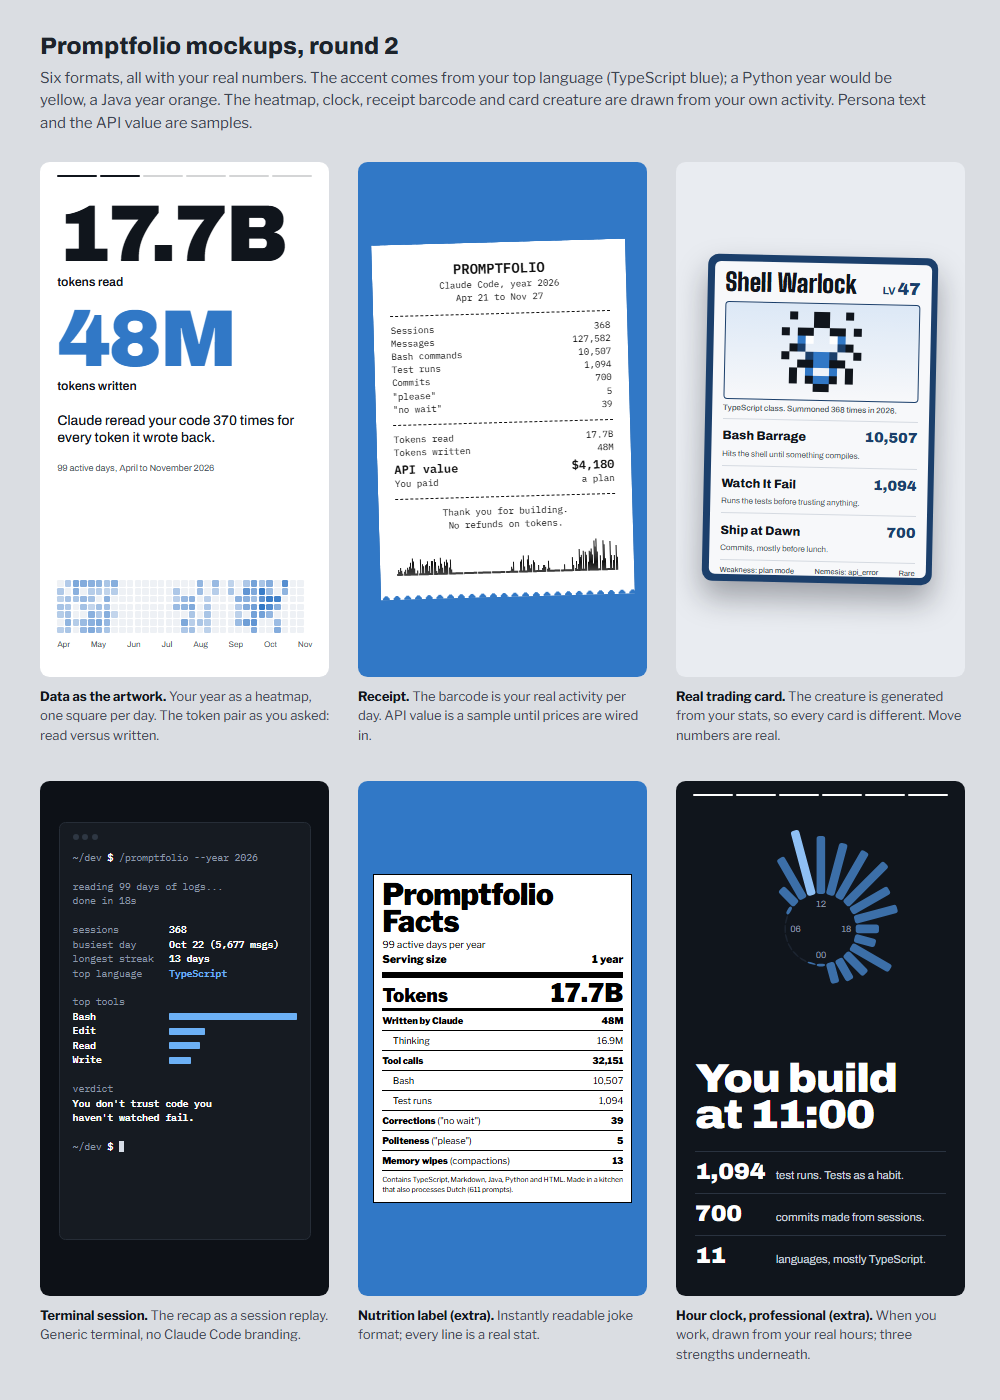 Promptfolio mockups, round 2
Six formats, all with your real numbers. The accent comes from your top language (TypeScript blue); a Python year would be
yellow, a Java year orange. The heatmap, clock, receipt barcode and card creature are drawn from your own activity. Persona text
and the API value are samples.
17.7B
tokens read
48M
tokens written
Claude reread your code 370 times for
every token it wrote back.
99 active days, April to November 2026
Apr May Jun Jul Aug Sep Oct Nov
Data as the artwork. Your year as a heatmap,
one square per day. The token pair as you asked:
read versus written.
PROMPTFOLIO
Claude Code, year 2026
Apr 21 to Nov 27
Sessions 368
Messages 127,582
Bash commands 10,507
Test runs 1,094
Commits 700
"please" 5
"no wait" 39
Tokens read 17.7B
Tokens written 48M
API value $4,180
You paid a plan
Thank you for building.
No refunds on tokens.
Receipt. The barcode is your real activity per
day. API value is a sample until prices are wired
in.
Shell Warlock LV 47
TypeScript class. Summoned 368 times in 2026.
Bash Barrage 10,507
Hits the shell until something compiles.
Watch It Fail 1,094
Runs the tests before trusting anything.
Ship at Dawn 700
Commits, mostly before lunch.
Weakness: plan mode Nemesis: api_error Rare
Real trading card. The creature is generated
from your stats, so every card is different. Move
numbers are real.
~/dev $ /promptfolio --year 2026
reading 99 days of logs...
done in 18s
sessions 368
busiest day Oct 22 (5,677 msgs)
longest streak 13 days
top language TypeScript
top tools
Bash
Edit
Read
Write
verdict
You don't trust code you
haven't watched fail.
~/dev $
Terminal session. The recap as a session replay.
Generic terminal, no Claude Code branding.
Promptfolio
Facts
99 active days per year
Serving size 1 year
Tokens 17.7B
Written by Claude 48M
Thinking 16.9M
Tool calls 32,151
Bash 10,507
Test runs 1,094
Corrections ("no wait") 39
Politeness ("please") 5
Memory wipes (compactions) 13
Contains TypeScript, Markdown, Java, Python and HTML. Made in a kitchen
that also processes Dutch (611 prompts).
Nutrition label (extra). Instantly readable joke
format; every line is a real stat.
12
06 18
00
You build
at 11:00
1,094 test runs. Tests as a habit.
700 commits made from sessions.
11 languages, mostly TypeScript.
Hour clock, professional (extra). When you
work, drawn from your real hours; three
strengths underneath.